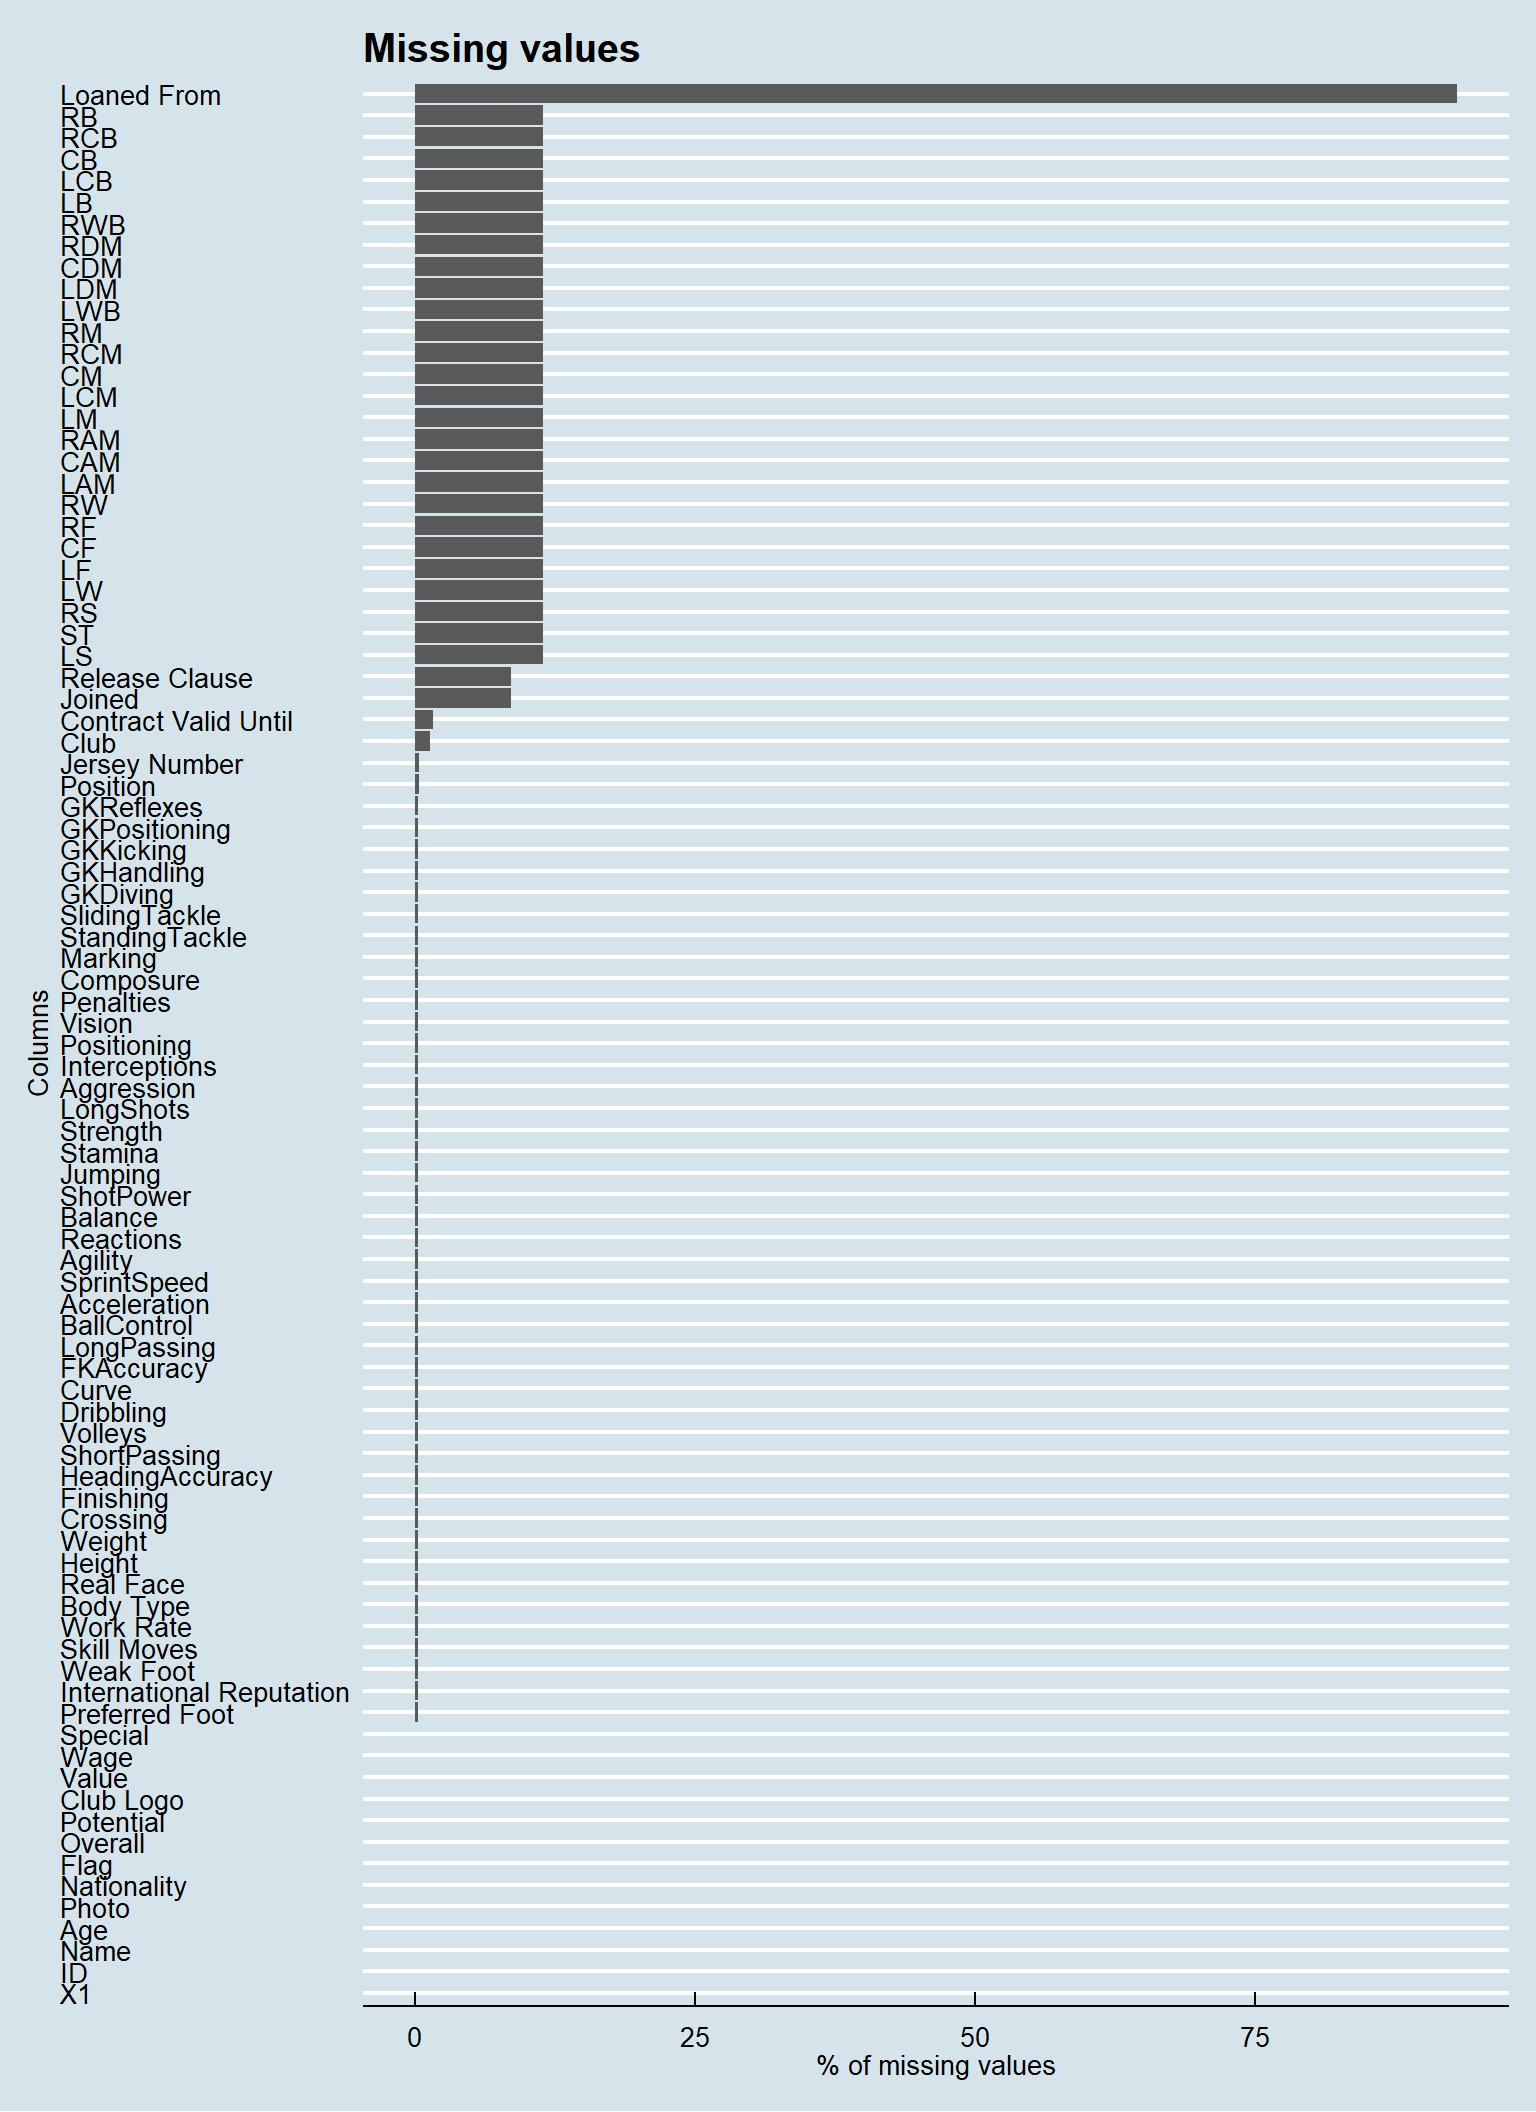 Missing values
Loaned From
RB
RCB
CB
LCB
LB
RWB
RDM
CDM
LDM
LWB
RM
RCM
CM
LCM
LM
RAM
CAM
LAM
RW
RF
CF
LF
LW
RS
ST
LS
Release Clause
Joined
Contract Valid Until
Club
Jersey Number
Position
GKReflexes
GKPositioning
GKKicking
GKHandling
GKDiving
SlidingTackle
StandingTackle
Marking
Composure
Penalties
Vision
Positioning
Interceptions
Aggression
LongShots
Strength
Stamina
Jumping
ShotPower
Balance
Reactions
Agility
SprintSpeed
Acceleration
BallControl
LongPassing
FKAccuracy
Curve
Dribbling
Volleys
ShortPassing
HeadingAccuracy
Finishing
Crossing
Weight
Height
Real Face
Body Type
Work Rate
Skill Moves
Weak Foot
International Reputation
Preferred Foot
Special
Wage
Value
Club Logo
Potential
Overall
Flag
Nationality
Photo
Age
Name
ID
X1
Columns
0 25 50 75
% of missing values